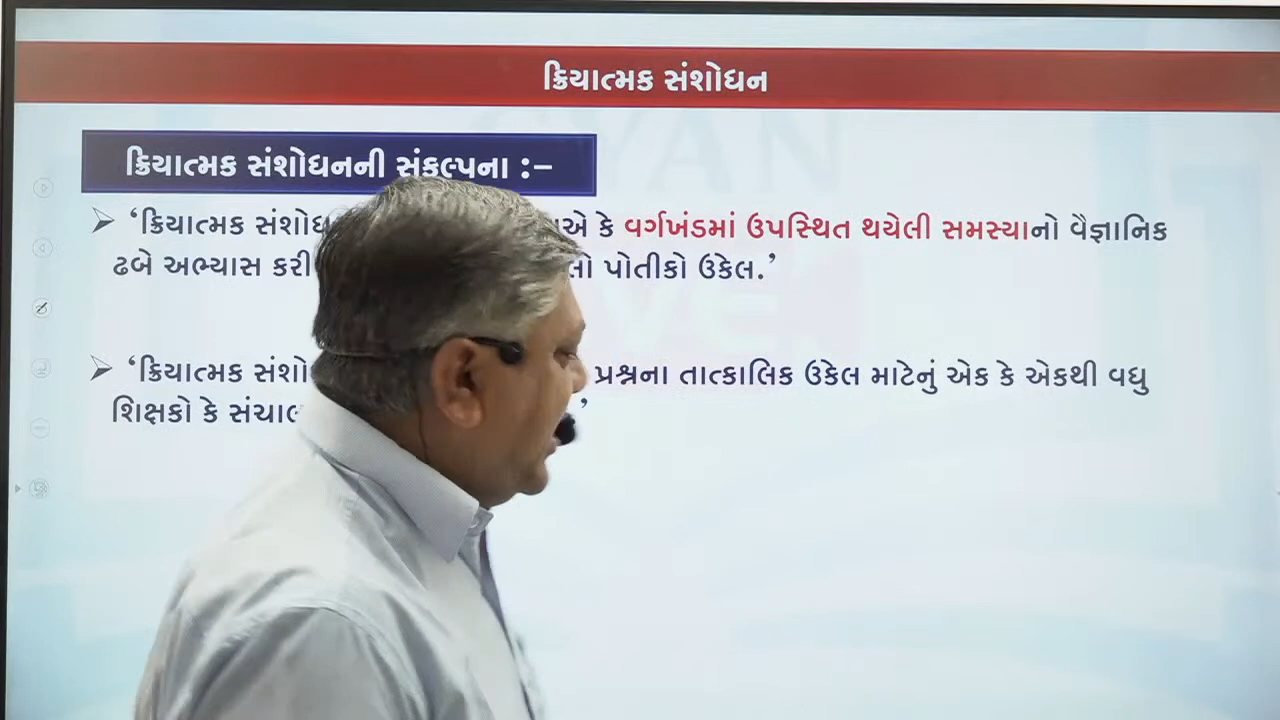 ક્રિયાત્મક સંશોધન
ક્રિયાત્મક સંશોધનની સંકલ્પના :–
➢ ‘ક્રિયાત્મક સંશોધ એ કે વર્ગખંડમાં ઉપસ્થિત થયેલી સમસ્યાનો વૈજ્ઞાનિક
ઢબે અભ્યાસ કરી લો પોતીકો ઉકેલ.’
➢ ‘ક્રિયાત્મક સંશો પ્રશ્નના તાત્કાલિક ઉકેલ માટેનું એક કે એકથી વધુ
શિક્ષકો કે સંચાલ ’